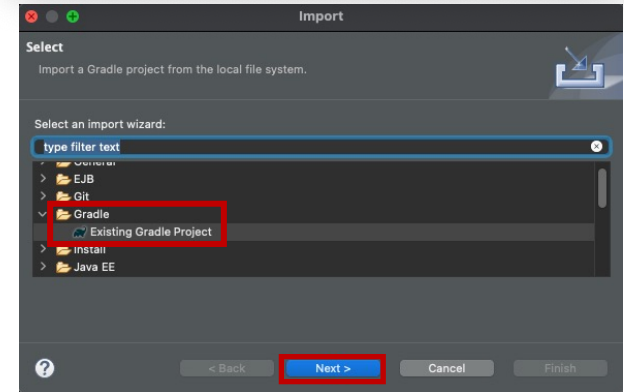 Import
Select
Import a Gradle project from the local file system.
Select an import wizard:
type filter text
General
EJB
Git
Gradle
Existing Gradle Project
Install
Java EE
?
< Back
Next >
Cancel
Finish